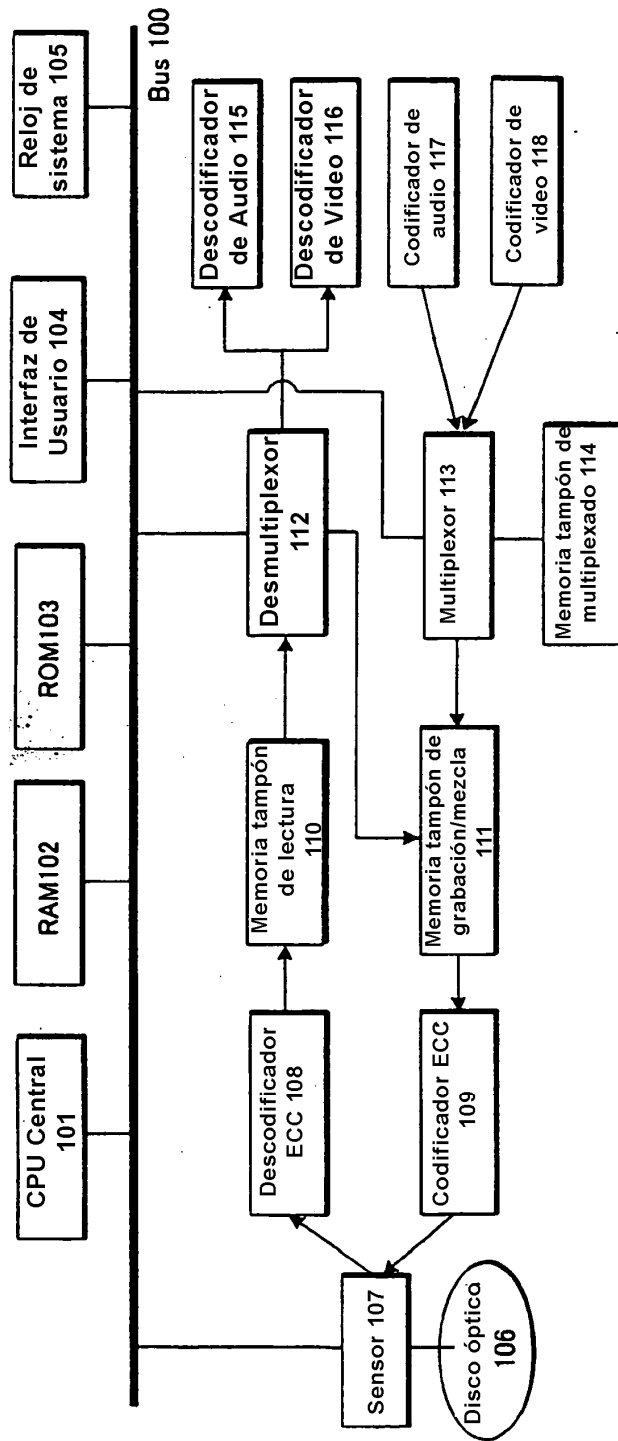 CPU Central
101
RAM102
ROM103
Interfaz de
Usuario 104
Reloj de
sistema 105
Bus 100
Sensor 107
Disco óptico
106
Descodificador
ECC 108
Memoria tampón
de lectura
110
Desmultiplexor
112
Descodificador
de Audio 115
Descodificador
de Video 116
Codificador ECC
109
Memoria tampón de
grabación/mezcla
111
Multiplexor 113
Memoria tampón de
multiplexado 114
Codificador de
audio 117
Codificador de
video 118